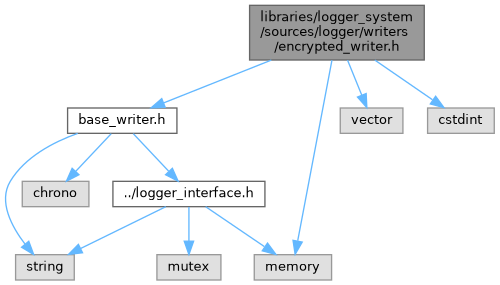 libraries/logger_system
/sources/logger/writers
/encrypted_writer.h
base_writer.h
vector
cstdint
chrono
../logger_interface.h
string
mutex
memory